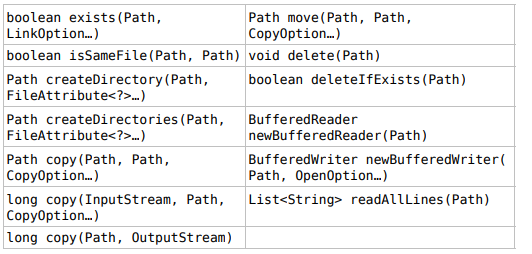 boolean exists(Path,
LinkOption…)
Path move(Path, Path,
CopyOption…)
boolean isSameFile(Path, Path)
void delete(Path)
Path createDirectory(Path,
FileAttribute<?>…)
boolean deleteIfExists(Path)
Path createDirectories(Path,
FileAttribute<?>…)
BufferedReader
newBufferedReader(Path)
Path copy(Path, Path,
CopyOption…)
BufferedWriter newBufferedWriter(
Path, OpenOption…)
long copy(InputStream, Path,
CopyOption…)
List<String> readAllLines(Path)
long copy(Path, OutputStream)